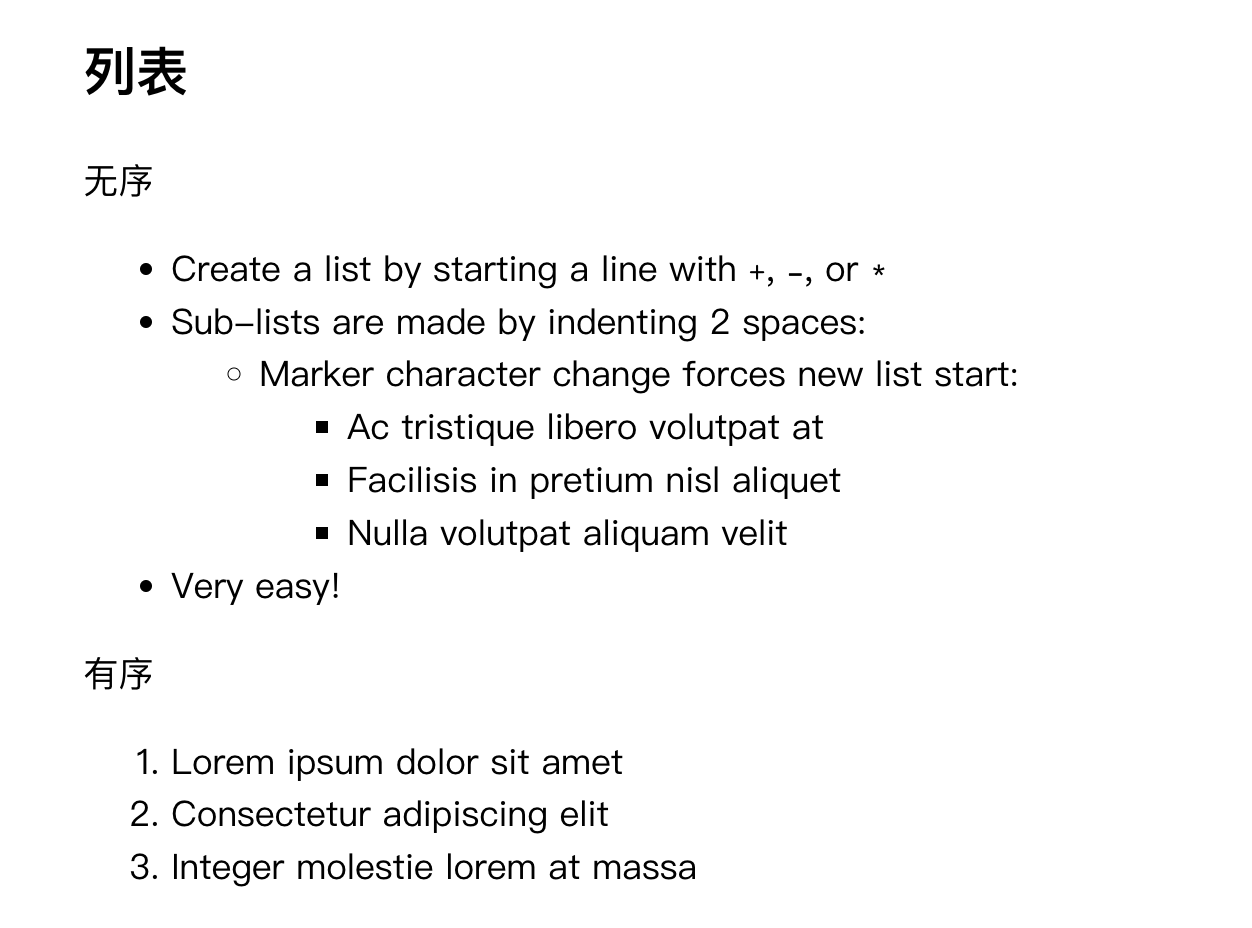 列表
无序
• Create a list by starting a line with +, -, or *
• Sub-lists are made by indenting 2 spaces:
◦ Marker character change forces new list start:
▪ Ac tristique libero volutpat at
▪ Facilisis in pretium nisl aliquet
▪ Nulla volutpat aliquam velit
• Very easy!
有序
1. Lorem ipsum dolor sit amet
2. Consectetur adipiscing elit
3. Integer molestie lorem at massa